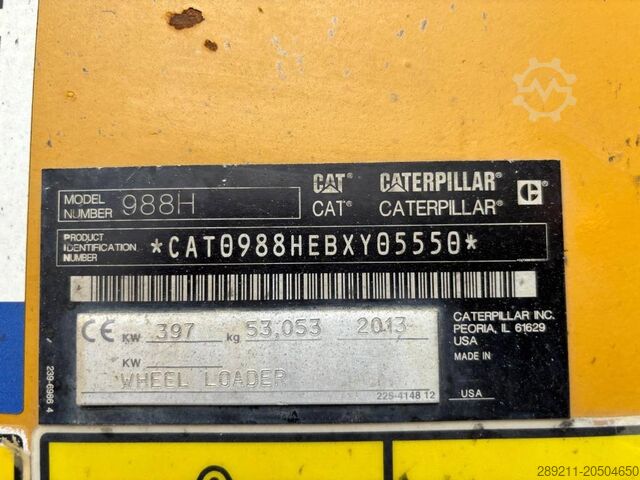 MODEL NUMBER 988H
CAT® CATERPILLAR® C
CAT® CATERPILLAR®
PRODUCT IDENTIFICATION NUMBER *CAT0988HEBXY05550*
CE KW 397 kg 53,053 2013
KW
WHEEL LOADER
225-4148 12
CATERPILLAR INC.
PEORIA, IL 61629
USA
MADE IN
USA
239-6986 4
289211-20504650